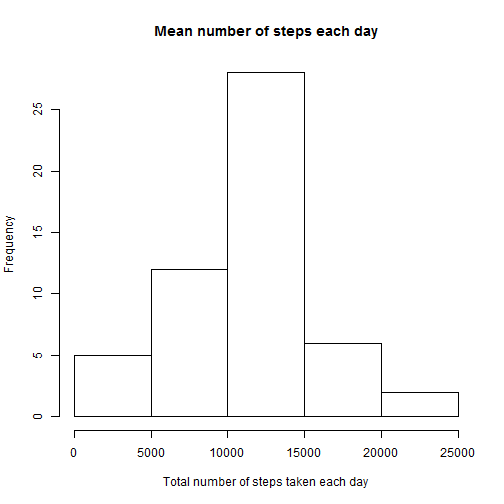 Mean number of steps each day
25
20
15
10
5
0
Frequency
0 5000 10000 15000 20000 25000
Total number of steps taken each day